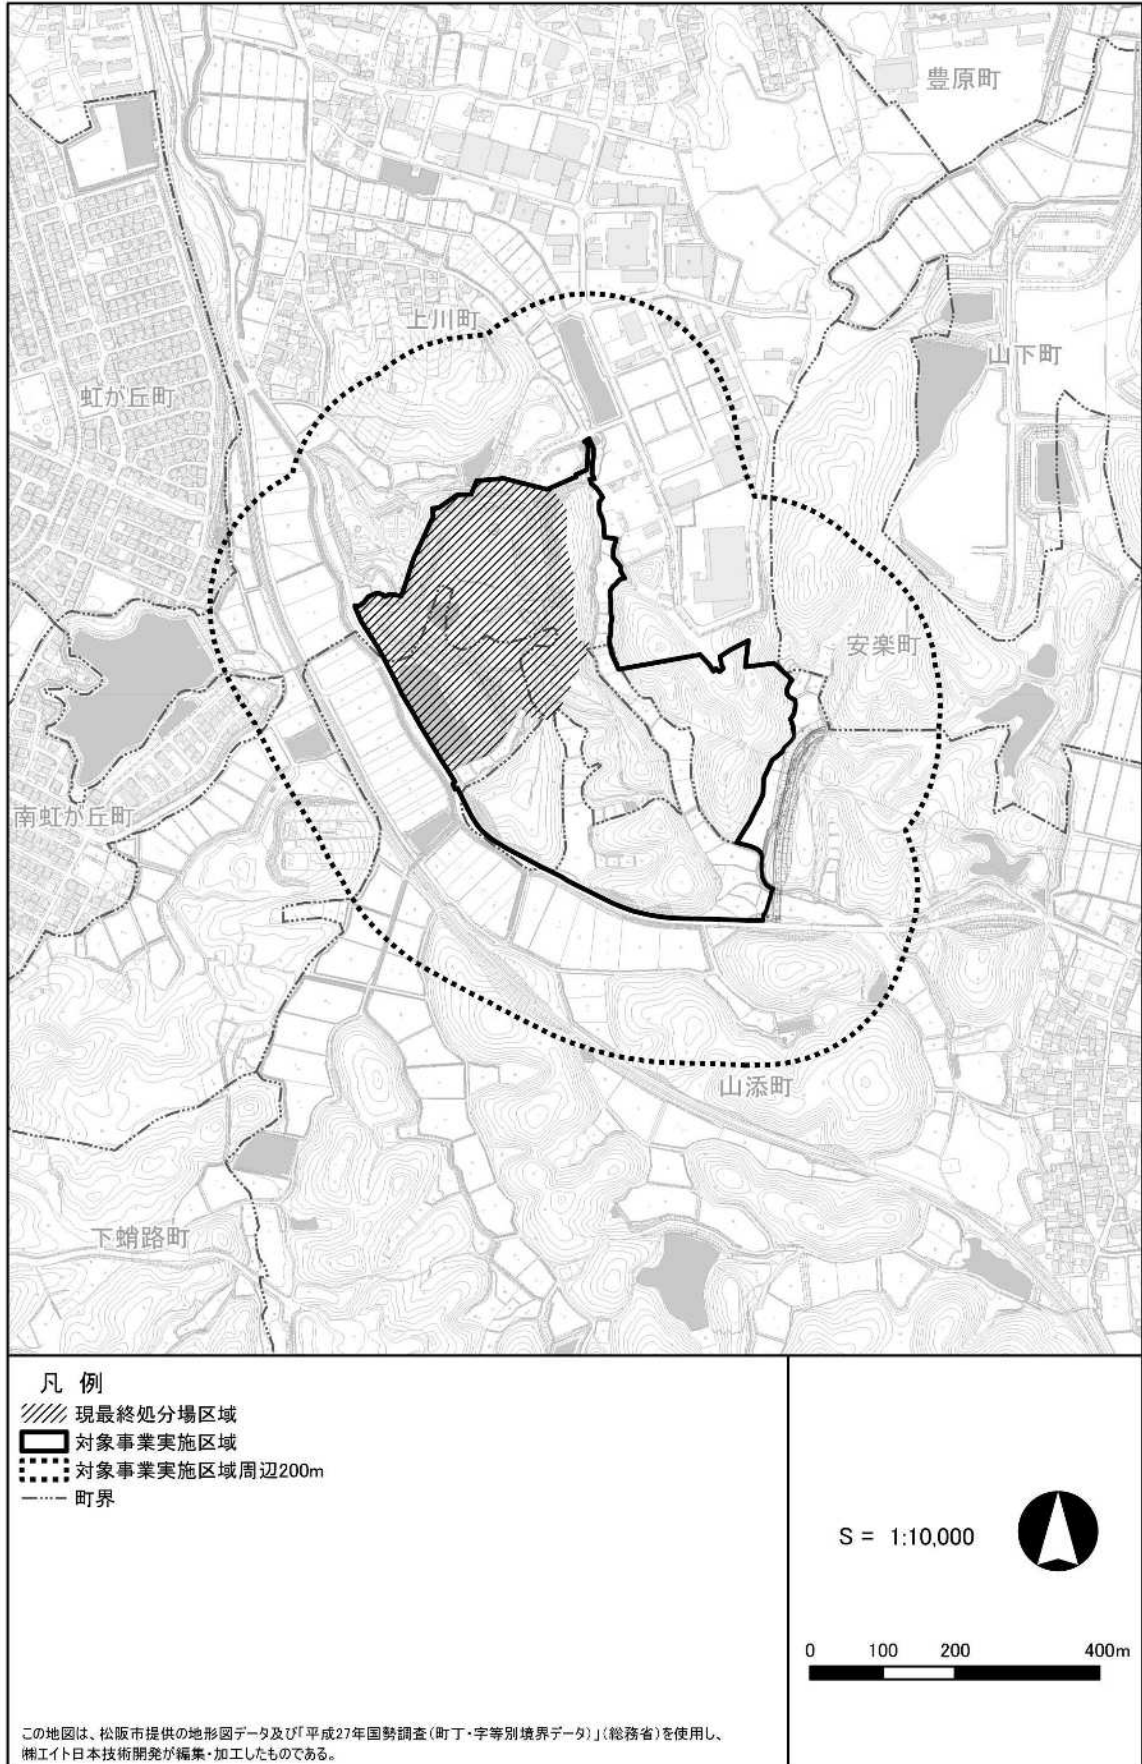 豊原町
上川町
山下町
虹が丘町
安楽町
南虹が丘町
山添町
下蛸路町
凡 例
現最終処分場区域
対象事業実施区域
対象事業実施区域周辺200m
町界
S = 1:10,000
0 100 200 400m
この地図は、松阪市提供の地形図データ及び「平成27年国勢調査(町丁・字等別境界データ)」(総務省)を使用し、
㈱エイト日本技術開発が編集・加工したものである。